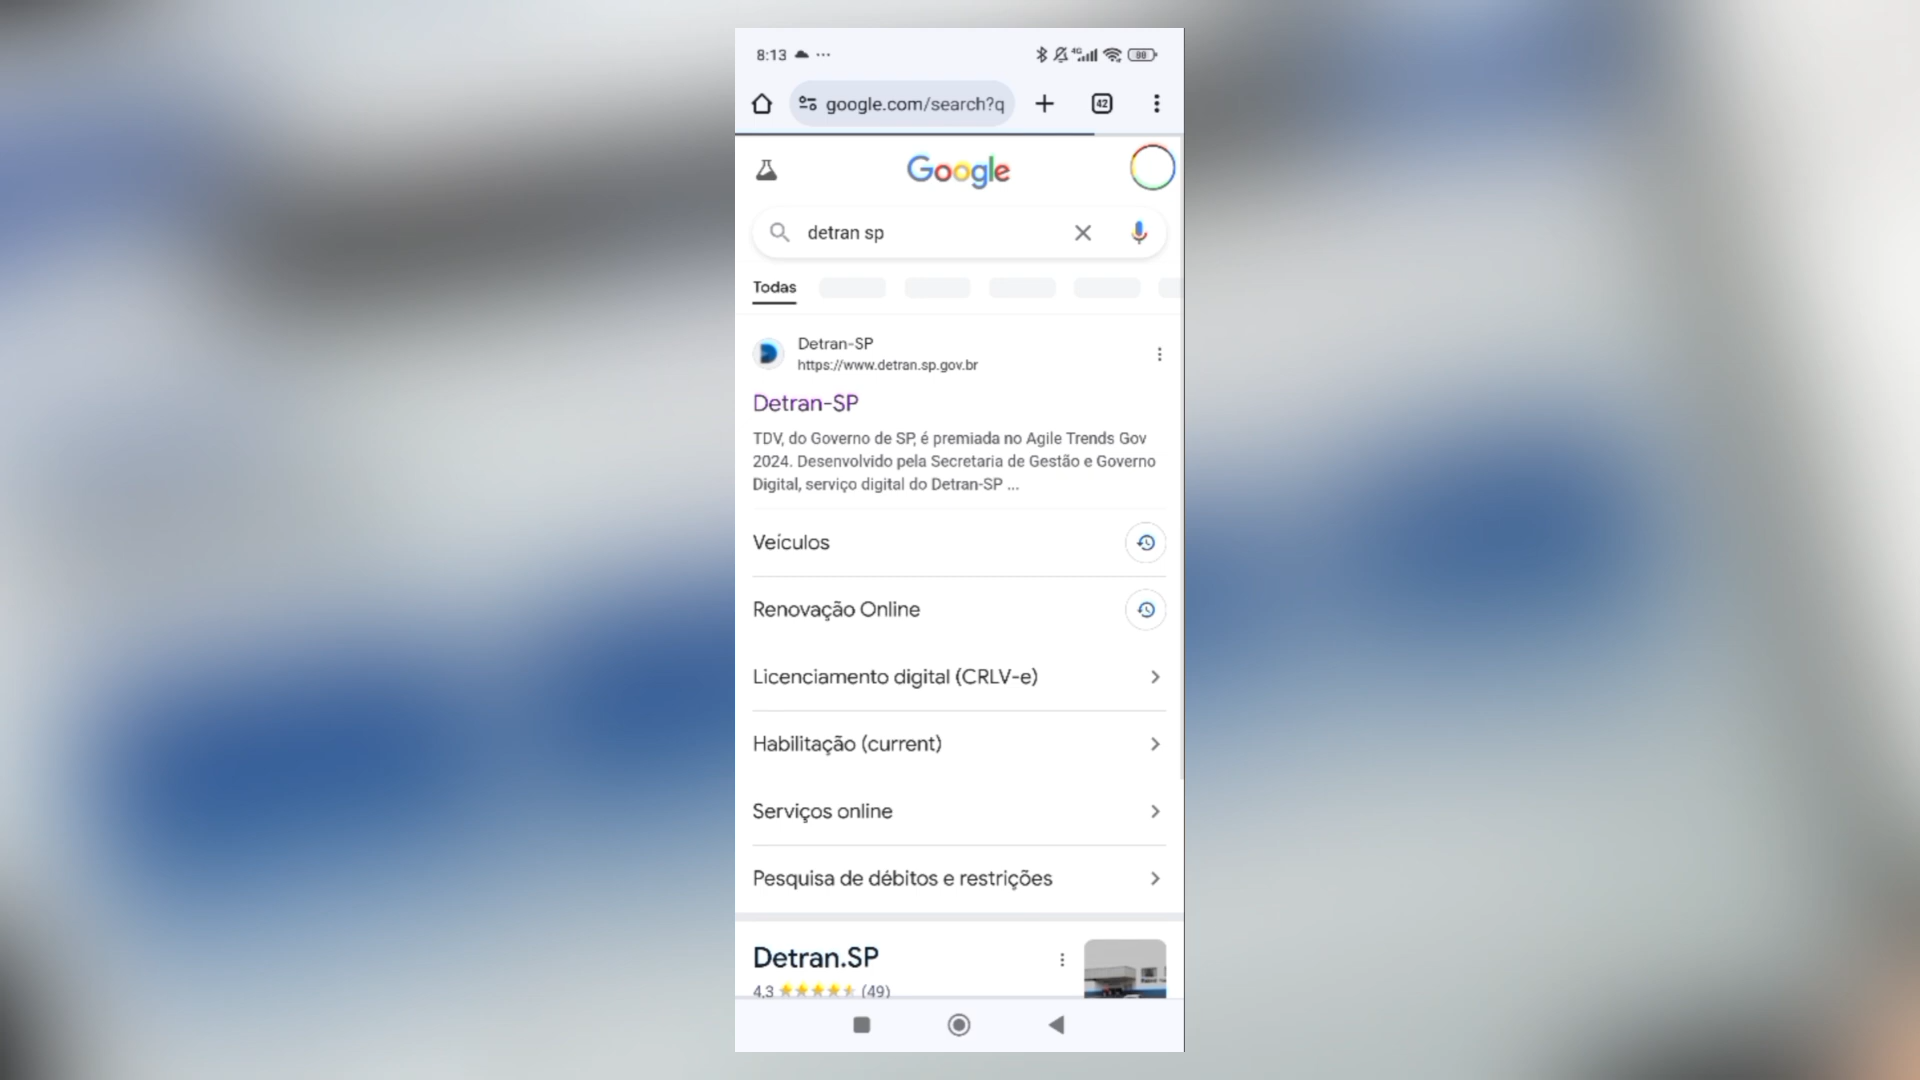 8:13 ...
4G 88
google.com/search?q
42
Google
detran sp
Todas
Detran-SP
https://www.detran.sp.gov.br
Detran-SP
TDV, do Governo de SP, é premiada no Agile Trends Gov
2024. Desenvolvido pela Secretaria de Gestão e Governo
Digital, serviço digital do Detran-SP ...
Veículos
Renovação Online
Licenciamento digital (CRLV-e)
Habilitação (current)
Serviços online
Pesquisa de débitos e restrições
Detran.SP
4,3 (49)